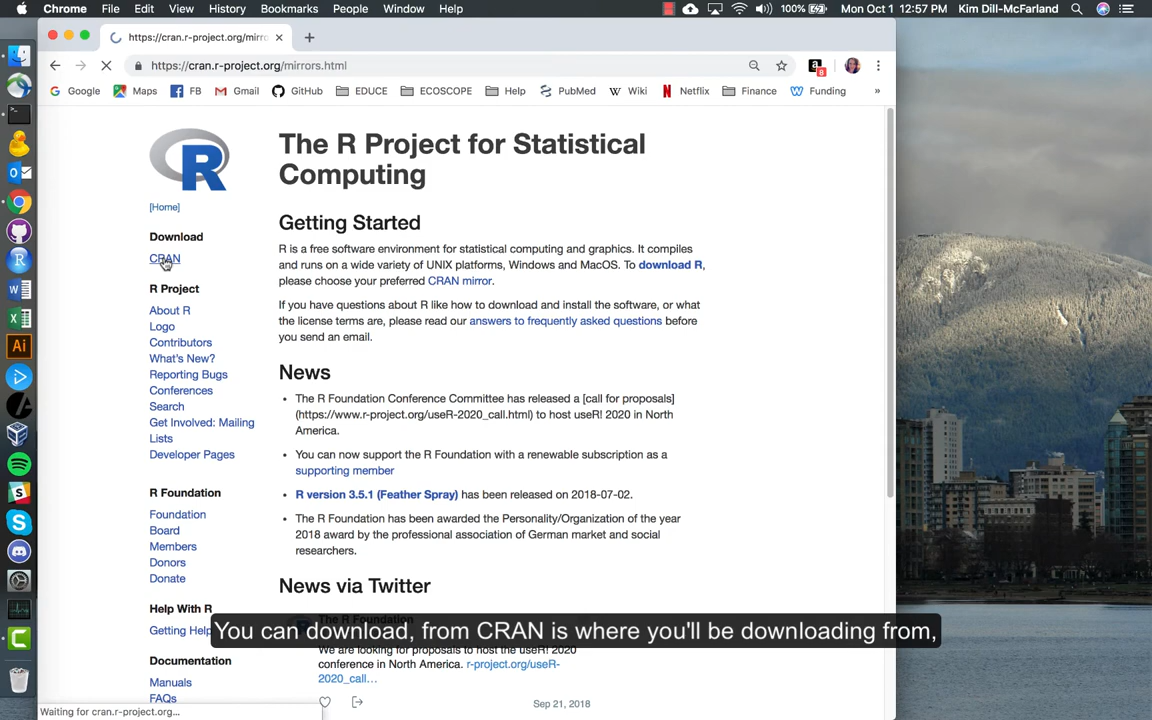 Chrome File Edit View History Bookmarks People Window Help 100% Mon Oct 1 12:57 PM Kim Dill-McFarland
https://cran.r-project.org/mirro
https://cran.r-project.org/mirrors.html
Google Maps FB Gmail GitHub EDUCE ECOSCOPE Help PubMed Wiki Netflix Finance Funding »
[Home]
Download
CRAN
R Project
About R
Logo
Contributors
What's New?
Reporting Bugs
Conferences
Search
Get Involved: Mailing
Lists
Developer Pages
R Foundation
Foundation
Board
Members
Donors
Donate
Help With R
Getting Help
Documentation
Manuals
FAQs
The R Project for Statistical
Computing
Getting Started
R is a free software environment for statistical computing and graphics. It compiles
and runs on a wide variety of UNIX platforms, Windows and MacOS. To download R,
please choose your preferred CRAN mirror.
If you have questions about R like how to download and install the software, or what
the license terms are, please read our answers to frequently asked questions before
you send an email.
News
• The R Foundation Conference Committee has released a [call for proposals]
(https://www.r-project.org/useR-2020_call.html) to host useR! 2020 in North
America.
• You can now support the R Foundation with a renewable subscription as a
supporting member
• R version 3.5.1 (Feather Spray) has been released on 2018-07-02.
• The R Foundation has been awarded the Personality/Organization of the year
2018 award by the professional association of German market and social
researchers.
News via Twitter
The R Foundation
You can download, from CRAN is where you'll be downloading from,
We are looking for proposals to host the useR! 2020
conference in North America. r-project.org/useR-
2020_call…
Sep 21, 2018
Waiting for cran.r-project.org...
R
Ai